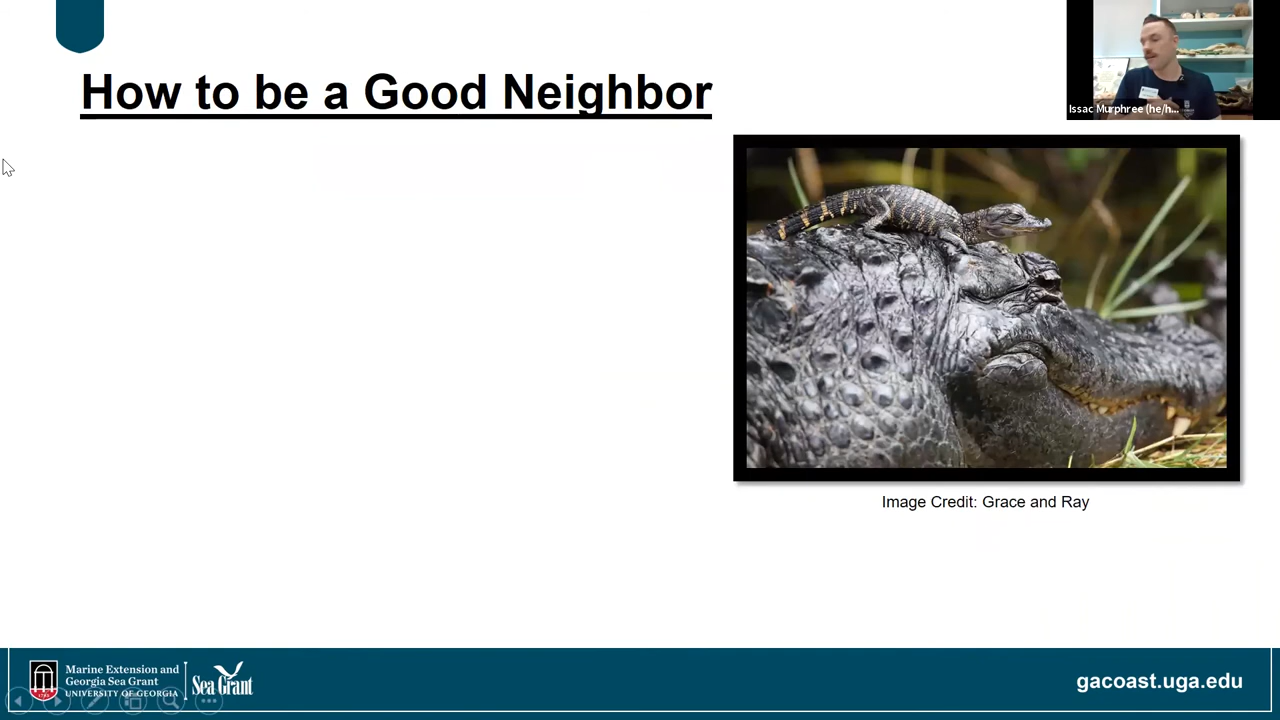 How to be a Good Neighbor
Issac Murphree (he/h...
Image Credit: Grace and Ray
Marine Extension and
Georgia Sea Grant
UNIVERSITY OF GEORGIA
Sea Grant
1785
gacoast.uga.edu